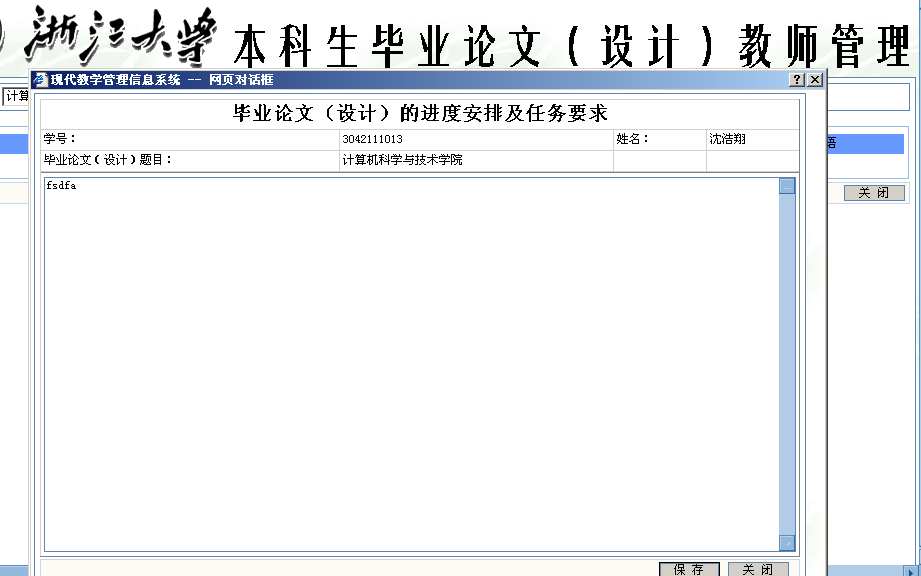 浙江大学 本科生毕业论文(设计)教师管理
现代教学管理信息系统 -- 网页对话框
计算
毕业论文(设计)的进度安排及任务要求
学号: 3042111013 姓名: 沈洁翔
语
毕业论文(设计)题目: 计算机科学与技术学院
fsdfa
关 闭
保 存 关 闭